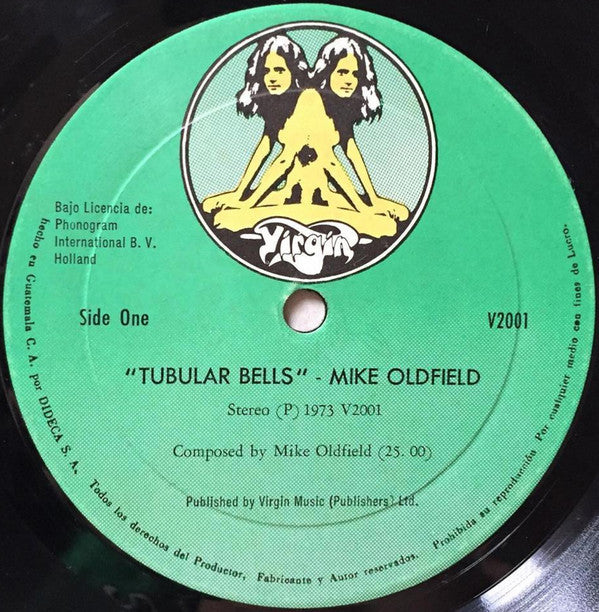 Virgin
Bajo Licencia de:
Phonogram
International B. V.
Holland
Side One
V2001
"TUBULAR BELLS" - MIKE OLDFIELD
Stereo (P) 1973 V2001
Composed by Mike Oldfield (25. 00)
Published by Virgin Music (Publishers) Ltd.
hecho en Guatemala C. A. por DIDECA S. A. Todos los derechos del Productor, Fabricante y Autor reservados. Prohibida su reproducción Por cualquier medio con fines de Lucro.